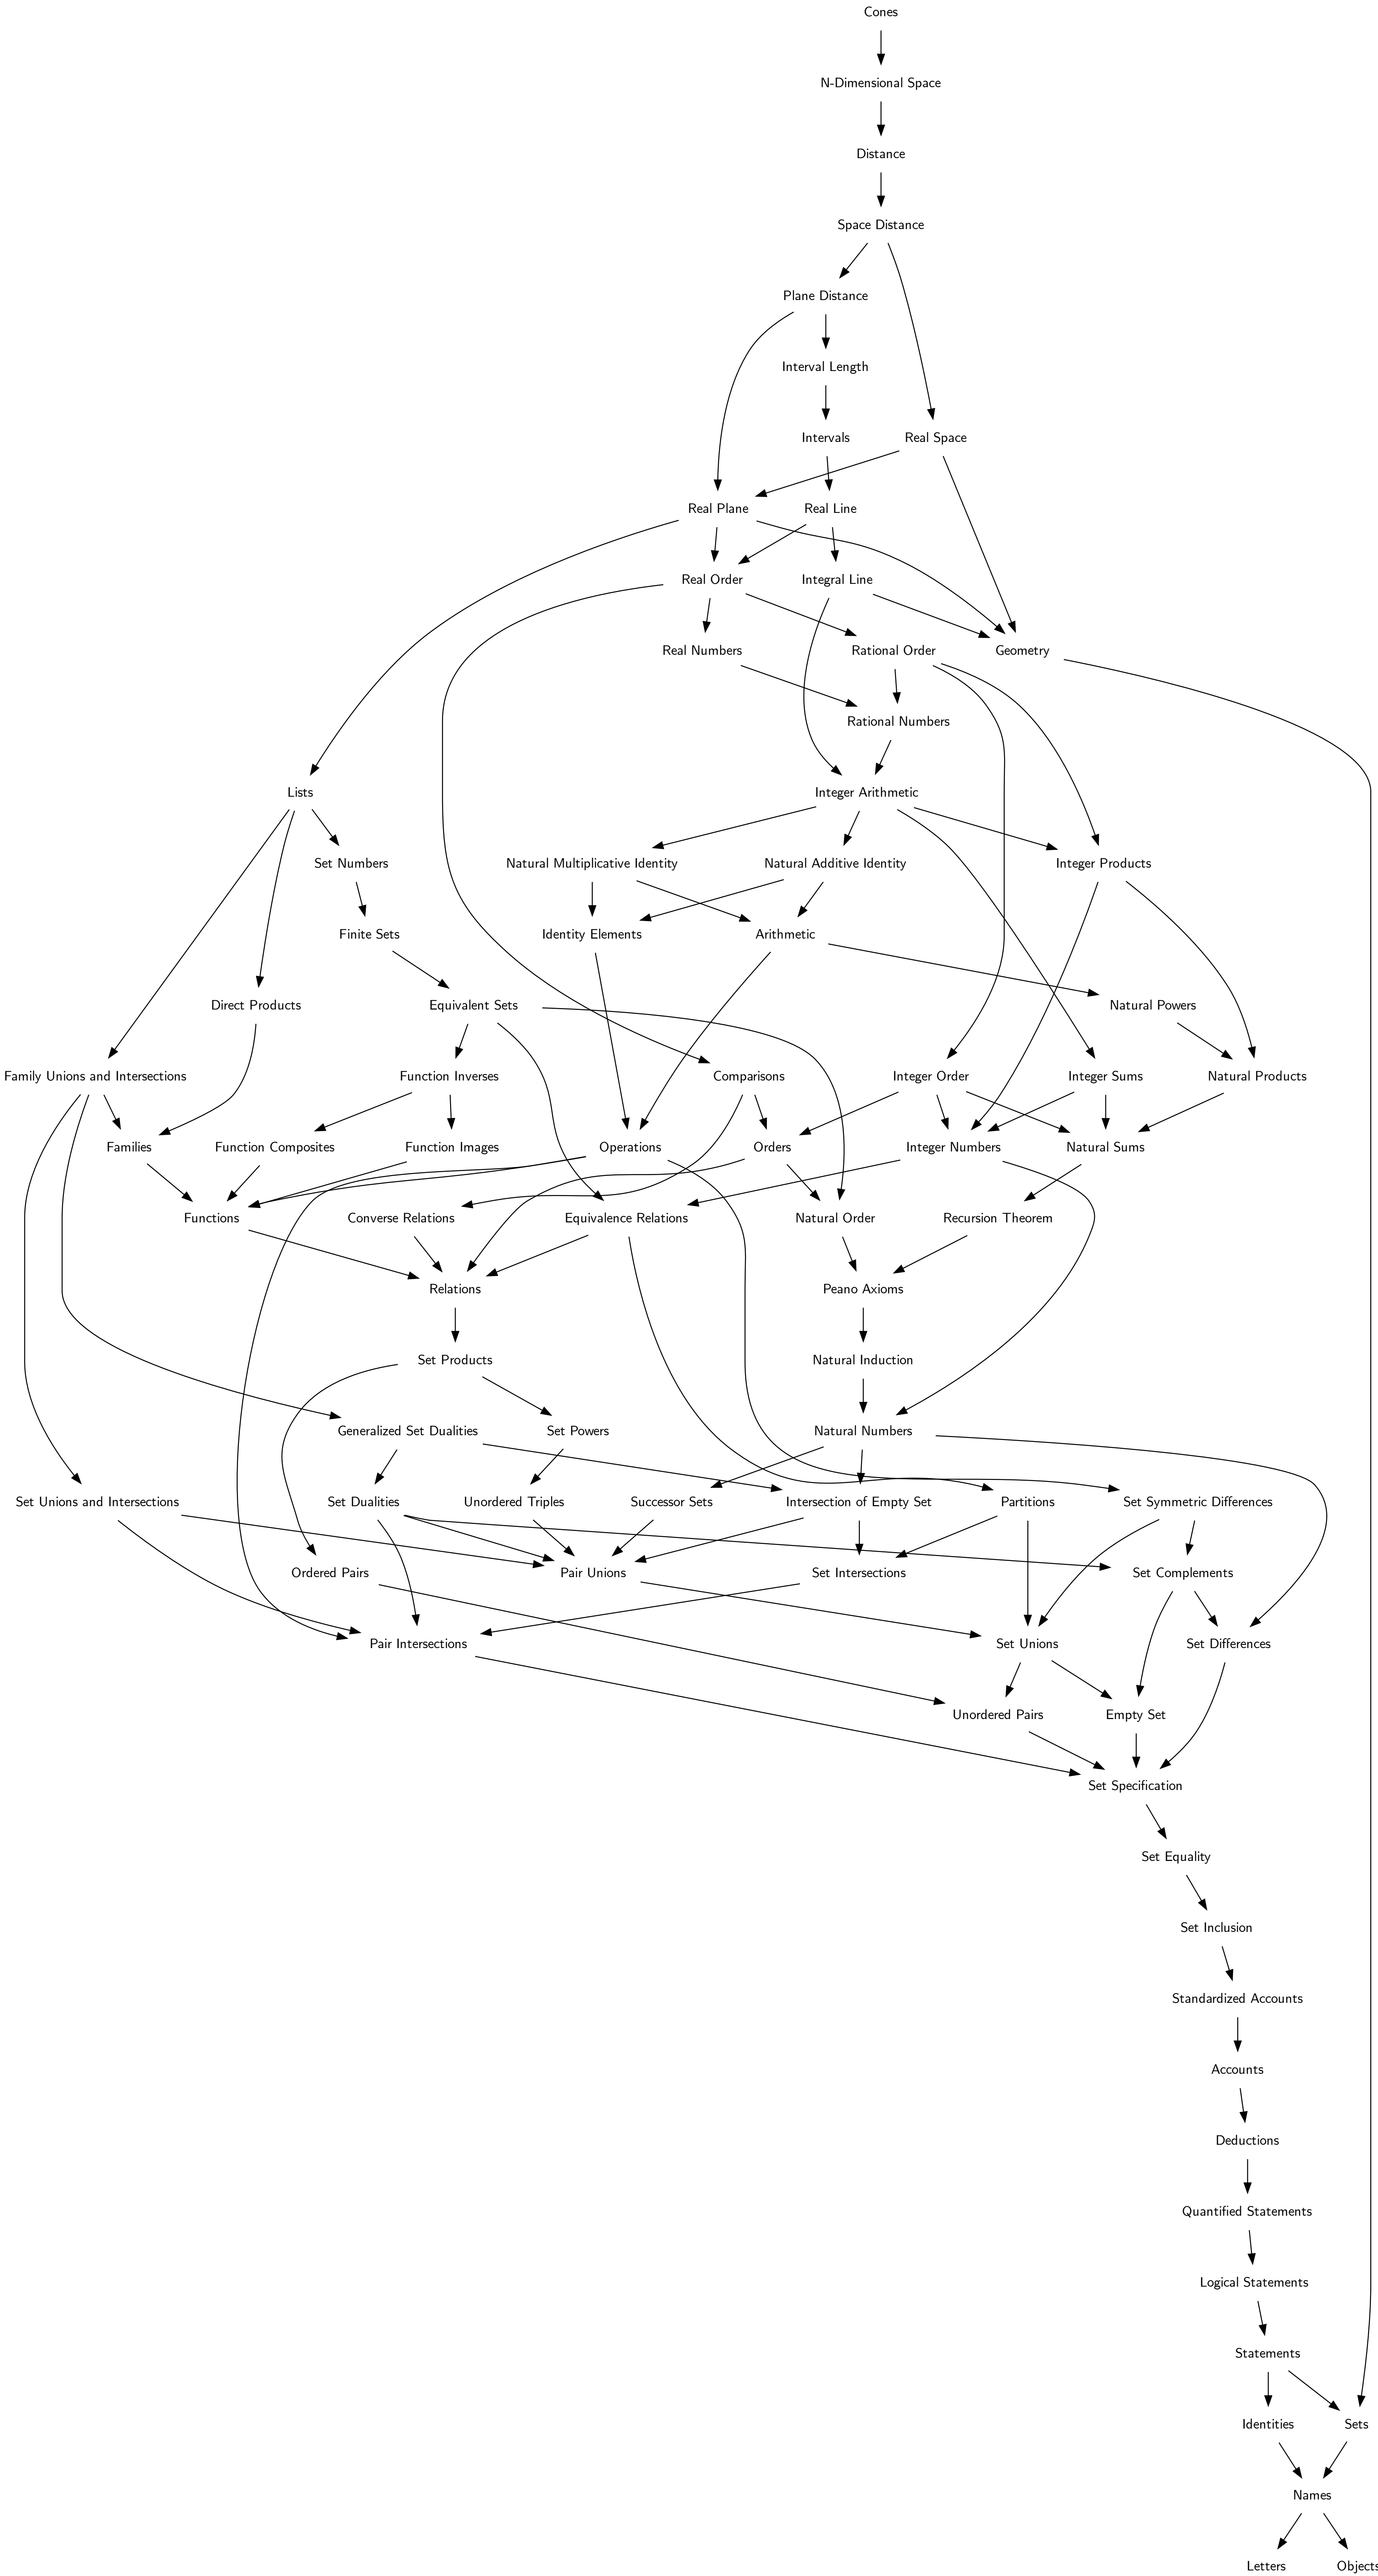 Cones
N-Dimensional Space
Distance
Space Distance
Plane Distance
Interval Length
Intervals
Real Space
Real Plane
Real Line
Real Order
Integral Line
Real Numbers
Rational Order
Geometry
Rational Numbers
Lists
Integer Arithmetic
Set Numbers
Natural Multiplicative Identity
Natural Additive Identity
Integer Products
Finite Sets
Identity Elements
Arithmetic
Direct Products
Equivalent Sets
Natural Powers
Family Unions and Intersections
Function Inverses
Comparisons
Integer Order
Integer Sums
Natural Products
Families
Function Composites
Function Images
Operations
Orders
Integer Numbers
Natural Sums
Functions
Converse Relations
Equivalence Relations
Natural Order
Recursion Theorem
Relations
Peano Axioms
Set Products
Natural Induction
Generalized Set Dualities
Set Powers
Natural Numbers
Set Unions and Intersections
Set Dualities
Unordered Triples
Successor Sets
Intersection of Empty Set
Partitions
Set Symmetric Differences
Ordered Pairs
Pair Unions
Set Intersections
Set Complements
Pair Intersections
Set Unions
Set Differences
Unordered Pairs
Empty Set
Set Specification
Set Equality
Set Inclusion
Standardized Accounts
Accounts
Deductions
Quantified Statements
Logical Statements
Statements
Identities
Sets
Names
Letters
Objects